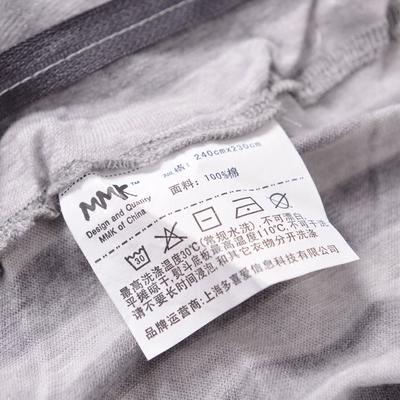 MMK™
Design and Quality
MMK of China
240cmx230cm
面料: 100%棉
30
最高洗涤温度30℃(常规水洗), 不可漂白
平摊晾干, 熨斗底板最高温度110℃, 不可干洗
请不要长时间浸泡, 和其它衣物分开洗涤
品牌运营商: 上海多喜爱信息科技有限公司